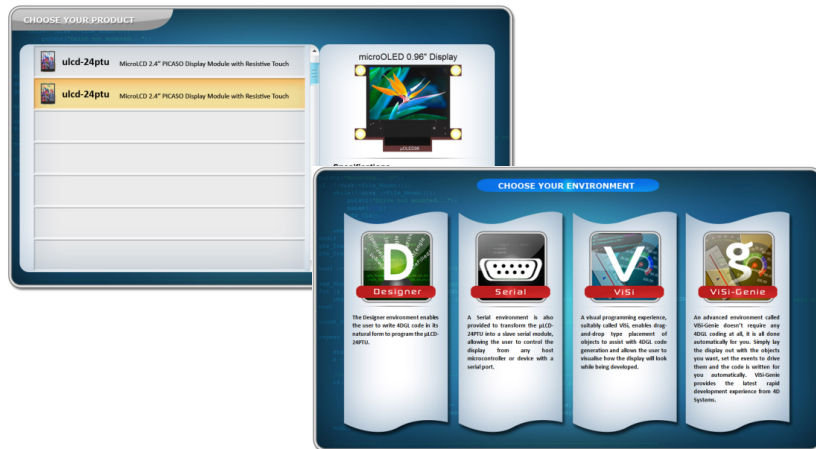 CHOOSE YOUR PRODUCT
ulcd-24ptu MicroLCD 2.4" PICASO Display Module with Resistive Touch
ulcd-24ptu MicroLCD 2.4" PICASO Display Module with Resistive Touch
microOLED 0.96" Display
CHOOSE YOUR ENVIRONMENT
D
Designer
The Designer environment enables
the user to write 4DGL code in its
natural form to program the µLCD-
24PTU.
Serial
A Serial environment is also
provided to transform the µLCD-
24PTU into a slave serial module,
allowing the user to control the
display from any host
microcontroller or device with a
serial port.
V
ViSi
A visual programming experience,
suitably called ViSi, enables drag-
and-drop type placement of
objects to assist with 4DGL code
generation and allows the user to
visualise how the display will look
while being developed.
g
ViSi-Genie
An advanced environment called
ViSi-Genie doesn't require any
4DGL coding at all, it is all done
automatically for you. Simply lay
the display out with the objects
you want, set the events to drive
them and the code is written for
you automatically. ViSi-Genie
provides the latest rapid
development experience from 4D
Systems.